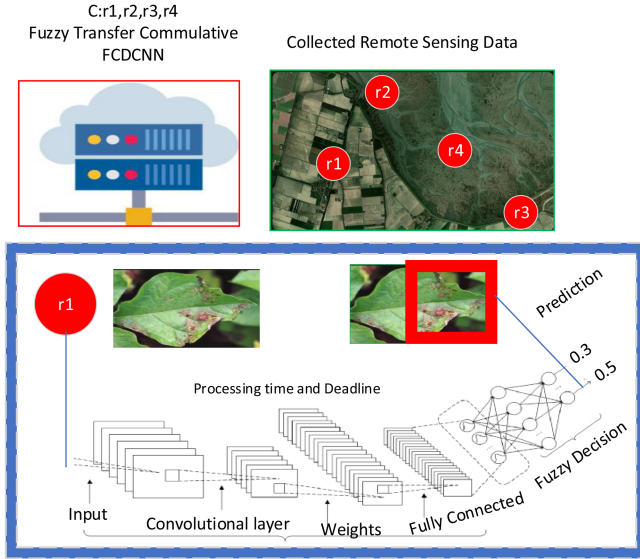 C:r1,r2,r3,r4
Fuzzy Transfer Commulative
FCDCNN
Collected Remote Sensing Data
r2
r1
r4
r3
r1
Prediction
0.3
0.5
Processing time and Deadline
Fuzzy Decision
Input
Convolutional layer
Weights
Fully Connected